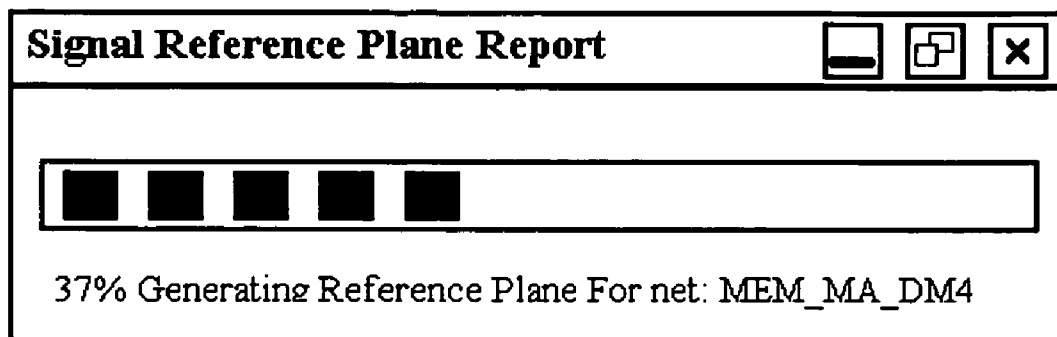 Signal Reference Plane Report
37% Generating Reference Plane For net: MEM_MA_DM4